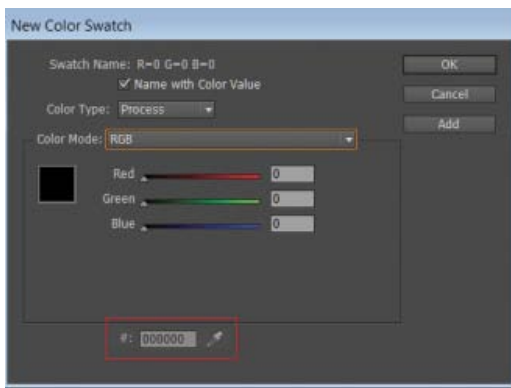 New Color Swatch
Swatch Name: R=0 G=0 B=0
Name with Color Value
Color Type: Process
Color Mode: RGB
Red 0
Green 0
Blue 0
#: 000000
OK
Cancel
Add